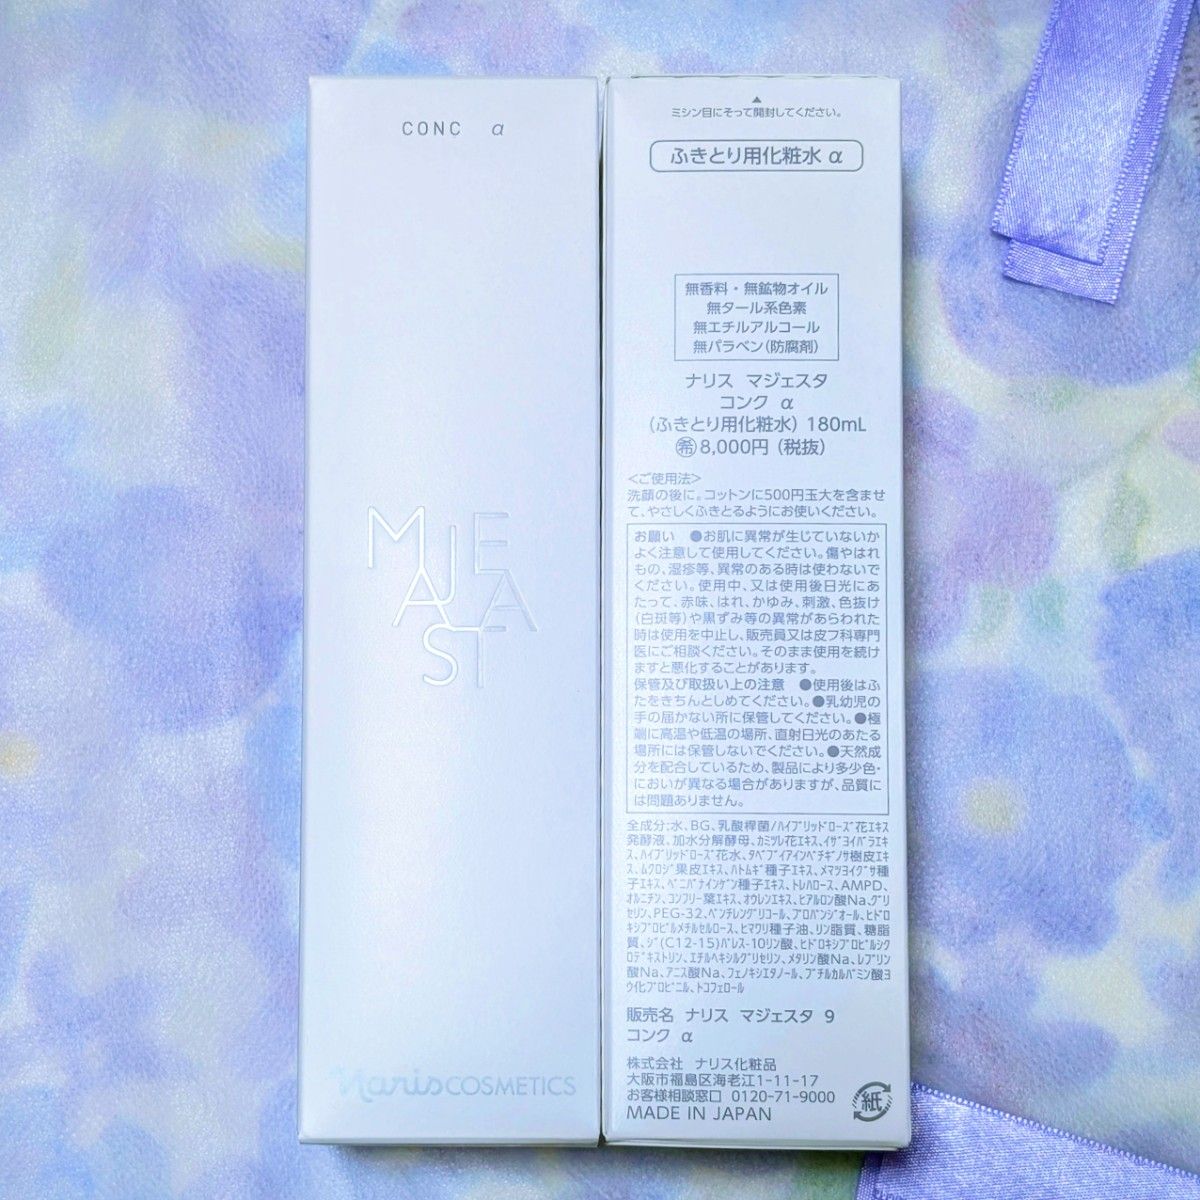 CONC α
MAJESTA
naris COSMETICS
ミシン目にそって開封してください。
ふきとり用化粧水 α
無香料・無鉱物オイル
無タール系色素
無エチルアルコール
無パラベン(防腐剤)
ナリス マジェスタ
コンク α
(ふきとり用化粧水) 180mL
㊭8,000円 (税抜)
<ご使用法>
洗顔の後に。コットンに500円玉大を含ませ
て、やさしくふきとるようにお使いください。
お願い ●お肌に異常が生じていないか
よく注意して使用してください。傷やはれ
もの、湿疹等、異常のある時は使わないで
ください。使用中、又は使用後日光にあ
たって、赤味、はれ、かゆみ、刺激、色抜け
(白斑等)や黒ずみ等の異常があらわれた
時は使用を中止し、販売員又は皮フ科専門
医にご相談ください。そのまま使用を続け
ますと悪化することがあります。
保管及び取扱い上の注意 ●使用後はふ
たをきちんとしめてください。●乳幼児の
手の届かない所に保管してください。●極
端に高温や低温の場所、直射日光のあたる
場所には保管しないでください。●天然成
分を配合しているため、製品により多少色・
においが異なる場合がありますが、品質に
は問題ありません。
全成分:水、BG、乳酸桿菌/ハイブリッドローズ花エキス
発酵液、加水分解酵母、カミツレ花エキス、イザヨイバラエキ
ス、ハイブリッドローズ花水、タベブイアインペチギノサ樹皮エキ
ス、ムクロジ果皮エキス、ハトムギ種子エキス、メマツヨイグサ種
子エキス、ベニバナインゲン種子エキス、トレハロース、AMPD、
オルニチン、コンフリー葉エキス、オウレンエキス、ヒアルロン酸Na、グリ
セリン、PEG-32、ペンチレングリコール、プロパンジオール、ヒドロ
キシプロピルメチルセルロース、ヒマワリ種子油、リン脂質、糖脂
質、ジ(C12-15)パレス-10リン酸、ヒドロキシプロピルシク
ロデキストリン、エチルヘキシルグリセリン、メタリン酸Na、レブリン
酸Na、アニス酸Na、フェノキシエタノール、ブチルカルバミン酸ヨ
ウ化プロピニル、トコフェロール
販売名 ナリス マジェスタ 9
コンク α
株式会社 ナリス化粧品
大阪市福島区海老江1-11-17
お客様相談窓口 0120-71-9000
MADE IN JAPAN
紙